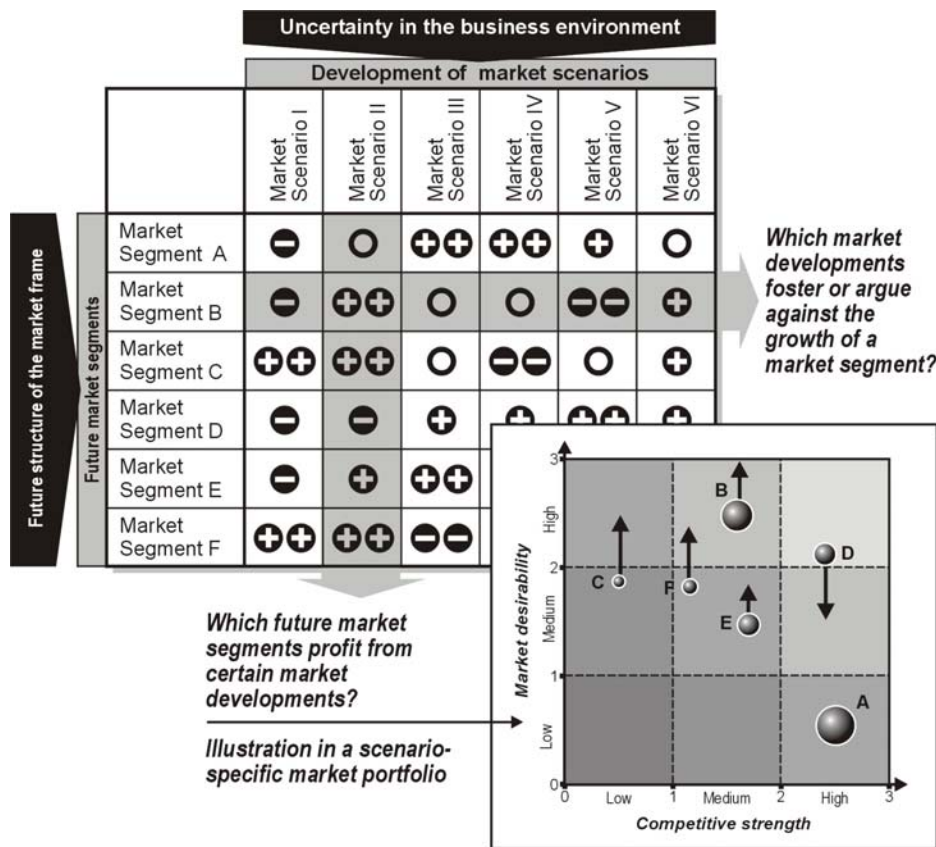 Uncertainty in the business environment
Development of market scenarios
Market
Scenario I
Market
Scenario II
Market
Scenario III
Market
Scenario IV
Market
Scenario V
Market
Scenario VI
Future structure of the market frame
Future market segments
Market
Segment A
Market
Segment B
Market
Segment C
Market
Segment D
Market
Segment E
Market
Segment F
Which market
developments
foster or argue
against the
growth of a
market segment?
Which future market
segments profit from
certain market
developments?
Illustration in a scenario-
specific market portfolio
Market desirability
High
Medium
Low
3
2
1
0
B
D
C
F
E
A
0
1
2
3
Low
Medium
High
Competitive strength